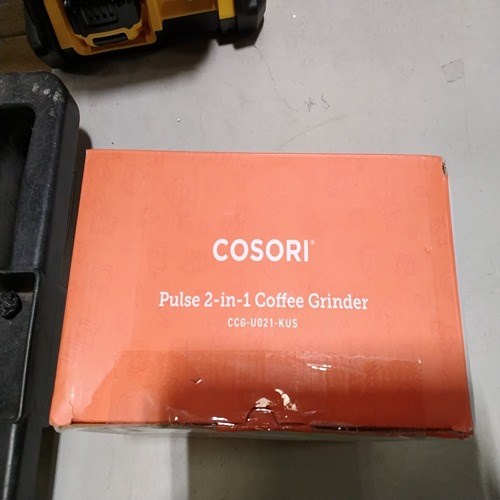 COSORI®
Pulse 2-in-1 Coffee Grinder
CCG-U021-KUS